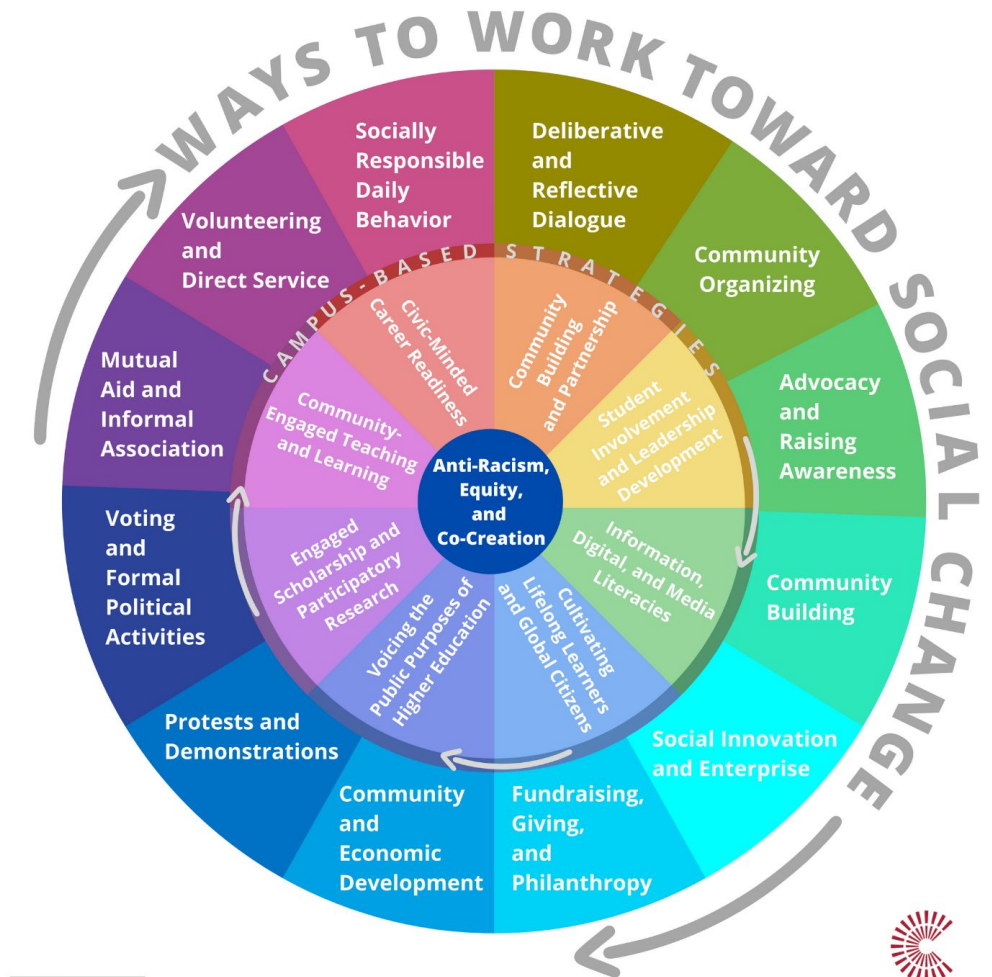 WAYS TO WORK TOWARD SOCIAL CHANGE
Socially
Responsible
Daily
Behavior
Deliberative
and
Reflective
Dialogue
Community
Organizing
Advocacy
and
Raising
Awareness
Community
Building
Social Innovation
and Enterprise
Fundraising,
Giving,
and
Philanthropy
Community
and
Economic
Development
Protests and
Demonstrations
Voting
and
Formal
Political
Activities
Mutual
Aid and
Informal
Association
Volunteering
and
Direct Service
CAMPUS-BASED STRATEGIES
Civic-Minded
Career Readiness
Community
Building
and Partnership
Student
Involvement
and Leadership
Development
Information,
Digital, and Media
Literacies
Cultivating
Lifelong Learners
and Global Citizens
Voicing the
Public Purposes of
Higher Education
Engaged
Scholarship and
Participatory
Research
Community-
Engaged Teaching
and Learning
Anti-Racism,
Equity,
and
Co-Creation